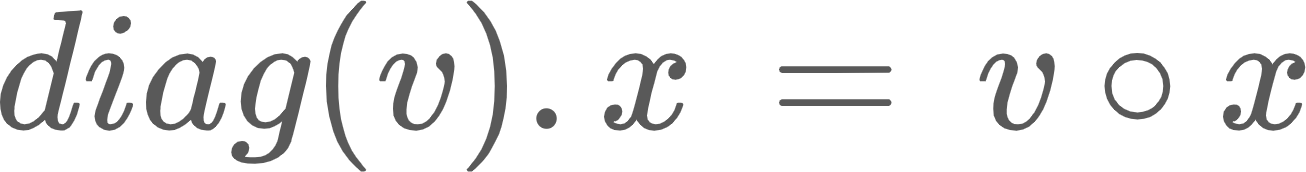 diag(v). x = v ∘ x